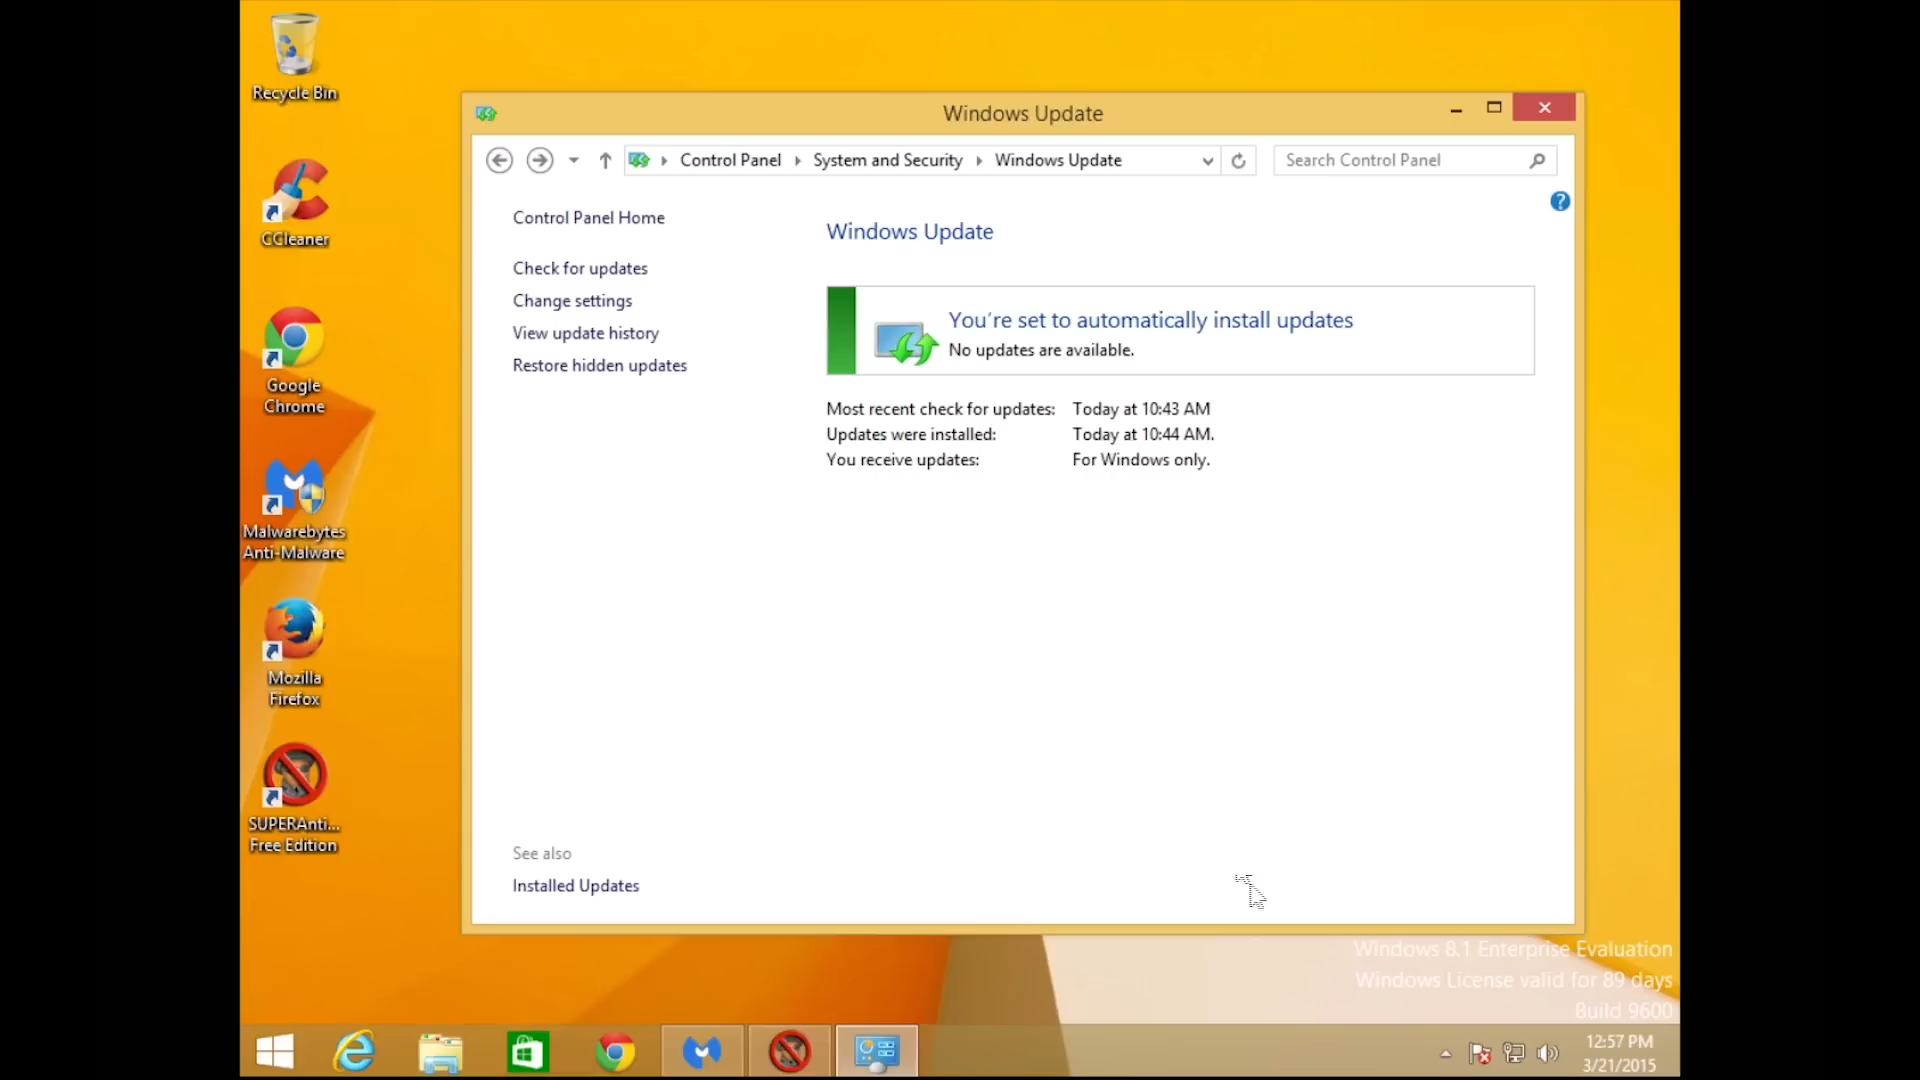 Recycle Bin
CCleaner
Google
Chrome
Malwarebytes
Anti-Malware
Mozilla
Firefox
SUPERAnti...
Free Edition
Windows Update
Control Panel
System and Security
Windows Update
Search Control Panel
?
Control Panel Home
Check for updates
Change settings
View update history
Restore hidden updates
Windows Update
You're set to automatically install updates
No updates are available.
Most recent check for updates: Today at 10:43 AM
Updates were installed: Today at 10:44 AM.
You receive updates: For Windows only.
See also
Installed Updates
Windows 8.1 Enterprise Evaluation
Windows License valid for 89 days
Build 9600
12:57 PM
3/21/2015